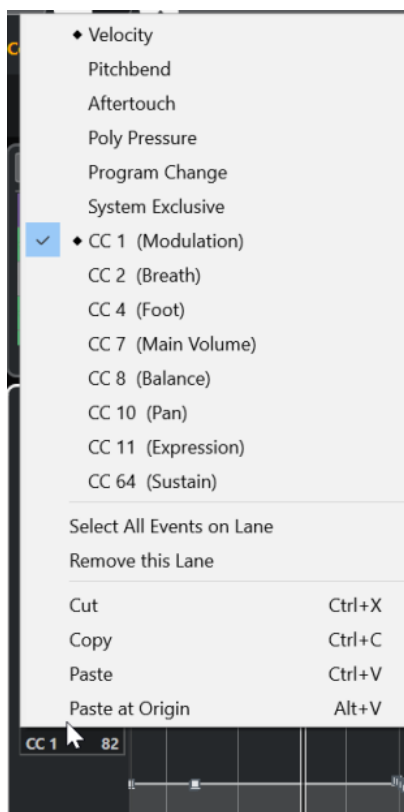 C
◆ Velocity
Pitchbend
Aftertouch
Poly Pressure
Program Change
System Exclusive
✓ ◆ CC 1 (Modulation)
CC 2 (Breath)
CC 4 (Foot)
CC 7 (Main Volume)
CC 8 (Balance)
CC 10 (Pan)
CC 11 (Expression)
CC 64 (Sustain)
Select All Events on Lane
Remove this Lane
Cut Ctrl+X
Copy Ctrl+C
Paste Ctrl+V
Paste at Origin Alt+V
CC 1 82